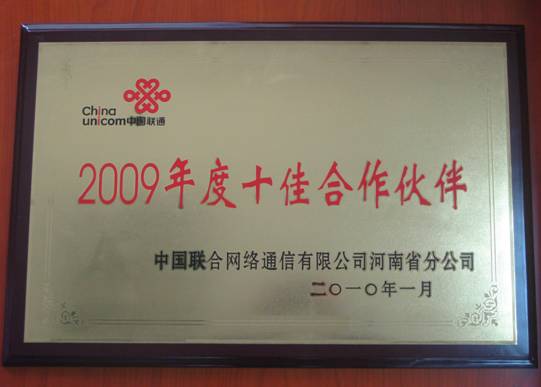 China
unicom中国联通
2009年度十佳合作伙伴
中国联合网络通信有限公司河南省分公司
二〇一〇年一月